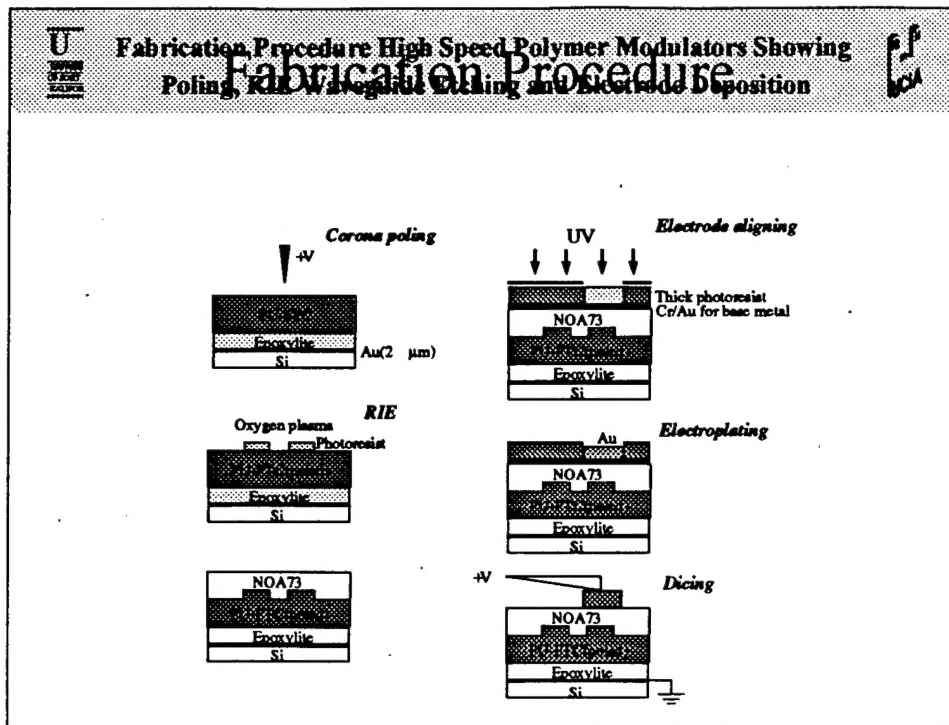 U
Fabrication Procedure High Speed Polymer Modulators Showing
Fabrication Procedure
Poling, RIE Waveguide Etching and Electrode Deposition
Corona poling
+V
Epoxylite
Si
Au(2 μm)
RIE
Oxygen plasma
Photoresist
Epoxylite
Si
NOA73
Epoxylite
Si
Electrode aligning
UV
Thick photoresist
Cr/Au for base metal
NOA73
Epoxylite
Si
Electroplating
Au
NOA73
Epoxylite
Si
Dicing
+V
NOA73
Epoxylite
Si